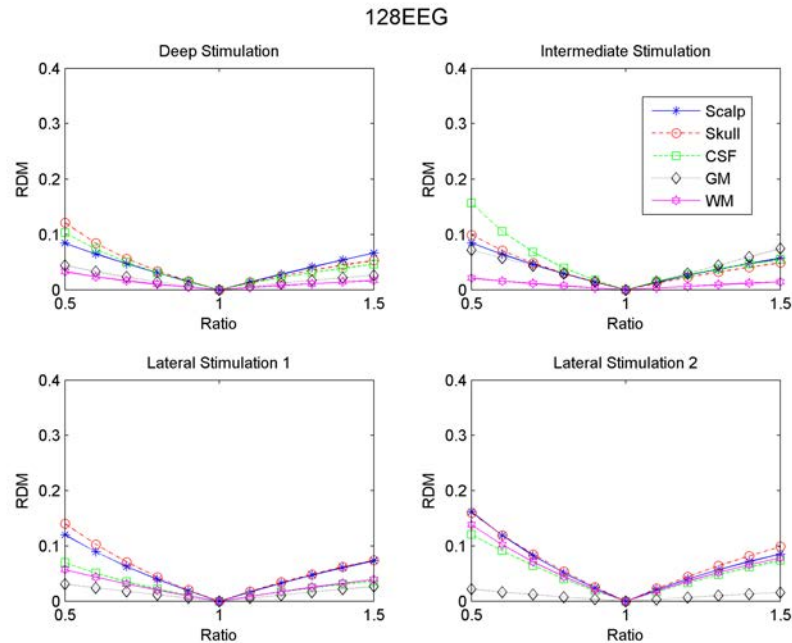 128EEG
Deep Stimulation
0.4
0.3
0.2
0.1
0
RDM
0.5
1
1.5
Ratio
Intermediate Stimulation
0.4
0.3
0.2
0.1
0
RDM
0.5
1
1.5
Ratio
Scalp
Skull
CSF
GM
WM
Lateral Stimulation 1
0.4
0.3
0.2
0.1
0
RDM
0.5
1
1.5
Ratio
Lateral Stimulation 2
0.4
0.3
0.2
0.1
0
RDM
0.5
1
1.5
Ratio